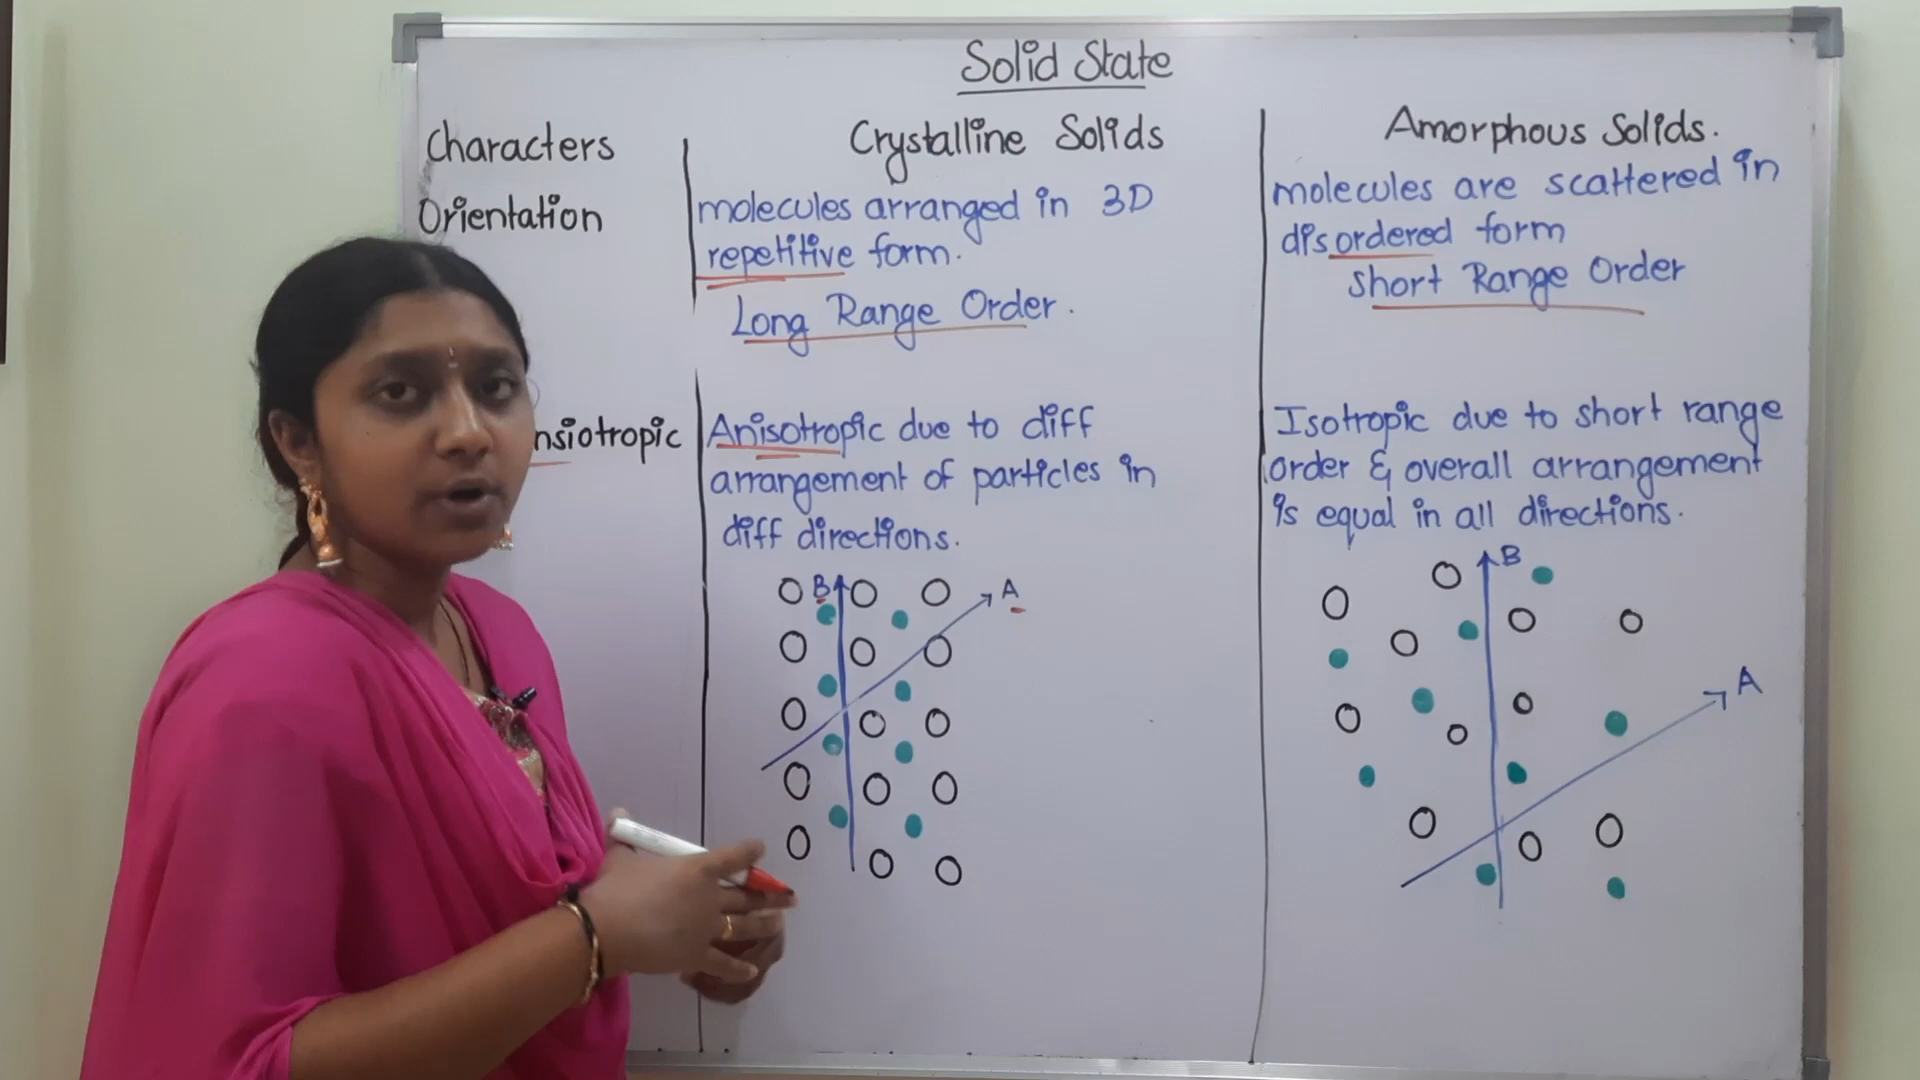 Solid State
Characters
Crystalline Solids
Amorphous Solids.
Orientation
molecules arranged in 3D
repetitive form.
Long Range Order.
molecules are scattered in
disordered form
Short Range Order
nsiotropic
Anisotropic due to diff
arrangement of particles in
diff directions.
Isotropic due to short range
order & overall arrangement
is equal in all directions.
B
A
B
A